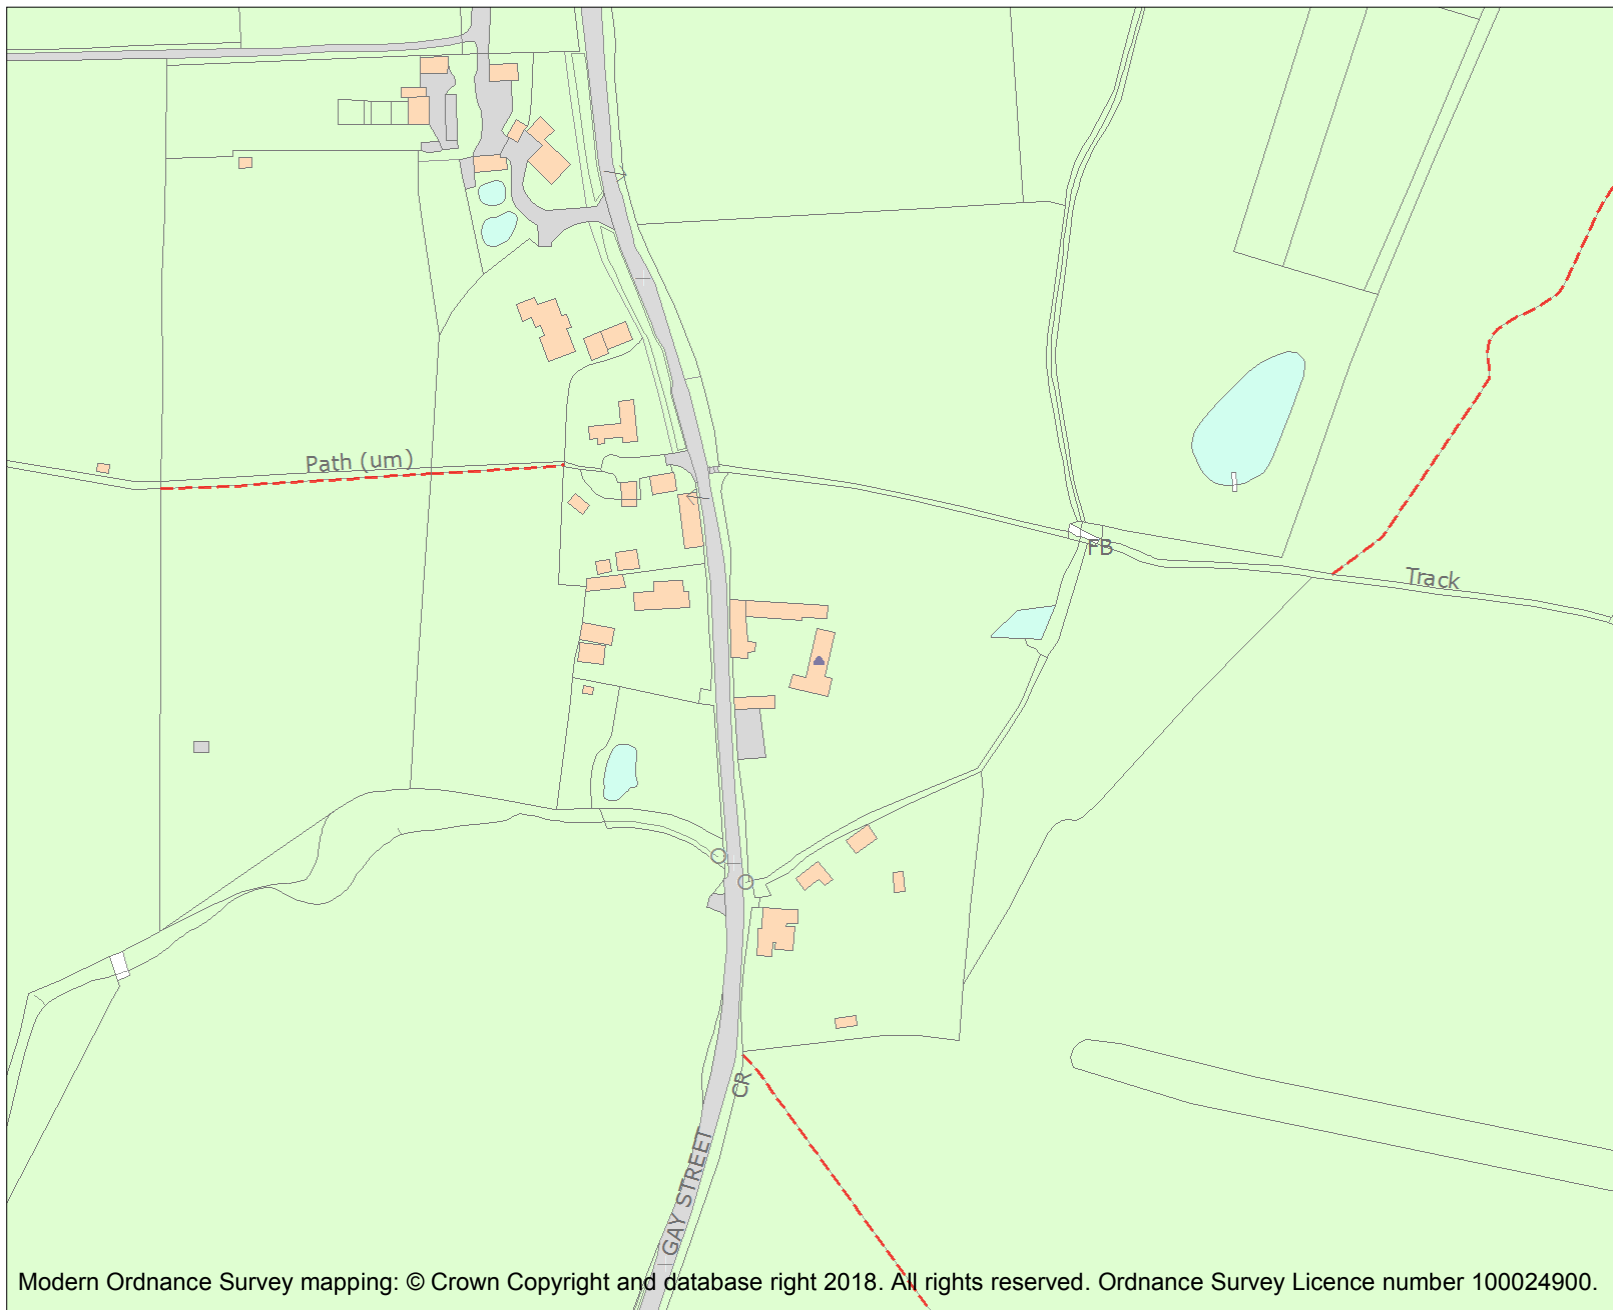 Path (um)
FB
Track
CR
GAY STREET
Modern Ordnance Survey mapping: © Crown Copyright and database right 2018. All rights reserved. Ordnance Survey Licence number 100024900.